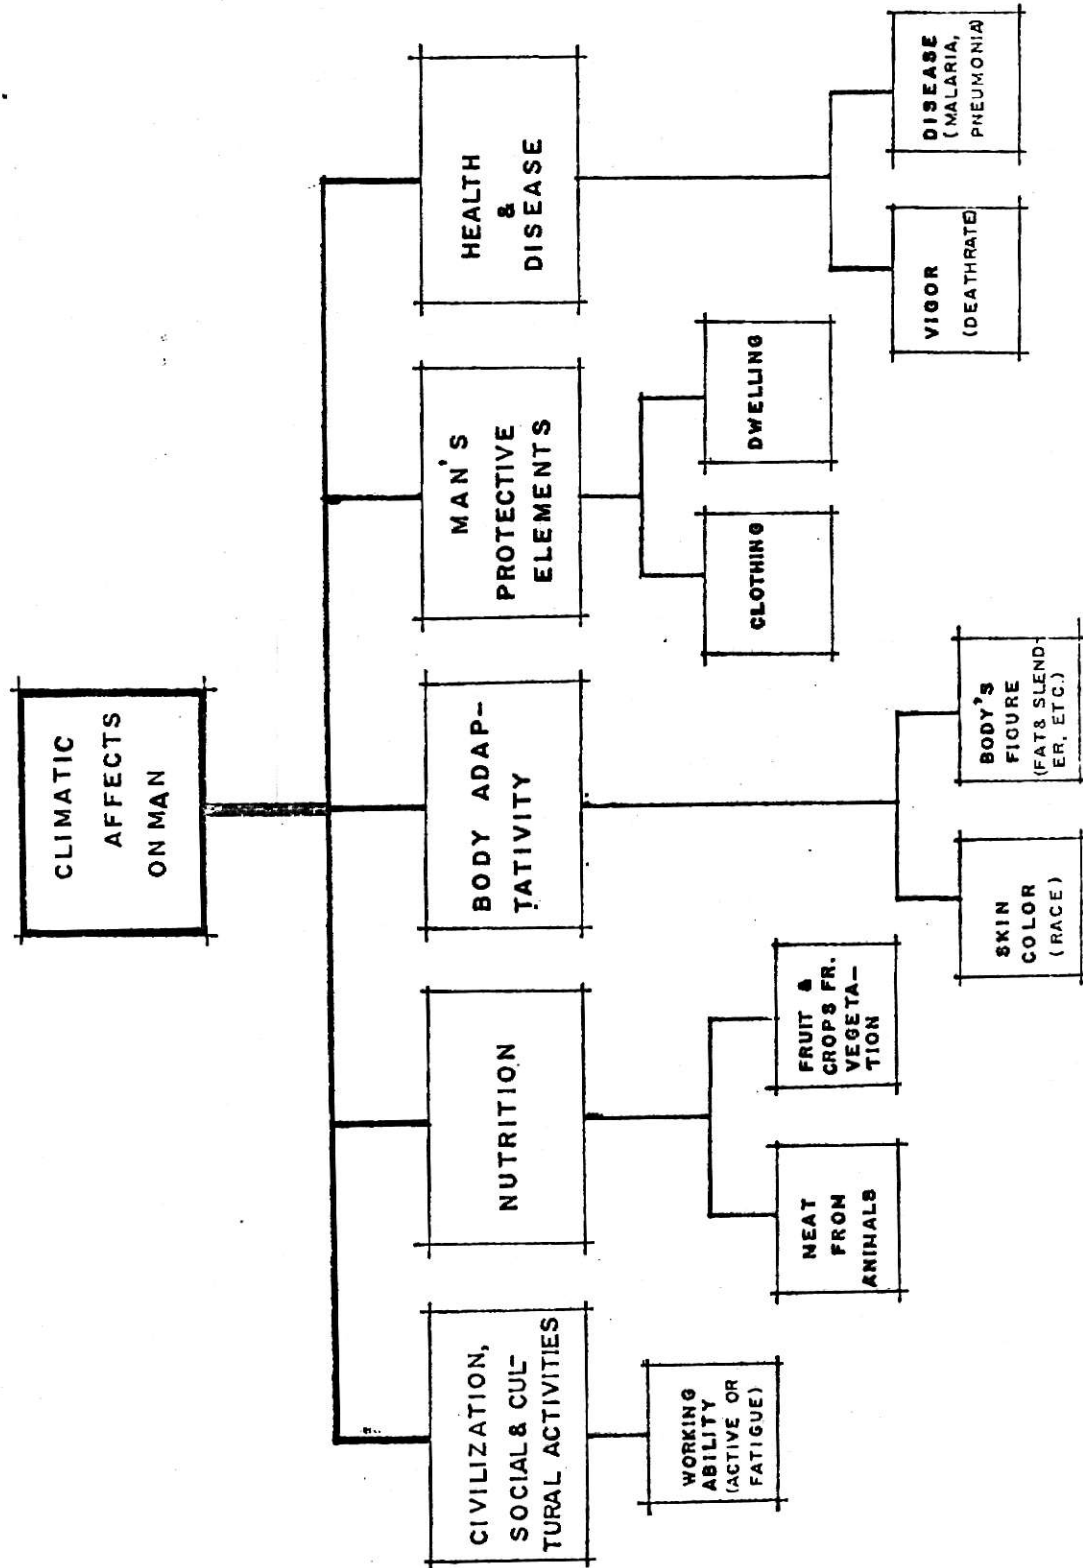 CLIMATIC
AFFECTS
ON MAN
CIVILIZATION,
SOCIAL & CUL-
TURAL ACTIVITIES
NUTRITION
BODY ADAP-
TATIVITY
MAN'S
PROTECTIVE
ELEMENTS
HEALTH
&
DISEASE
WORKING
ABILITY
(ACTIVE OR
FATIGUE)
MEAT
FROM
ANIMALS
FRUIT &
CROPS FR.
VEGETA-
TION
SKIN
COLOR
(RACE)
BODY'S
FIGURE
(FAT & SLEND-
ER, ETC.)
CLOTHING
DWELLING
VIGOR
(DEATHRATE)
DISEASE
(MALARIA,
PNEUMONIA)